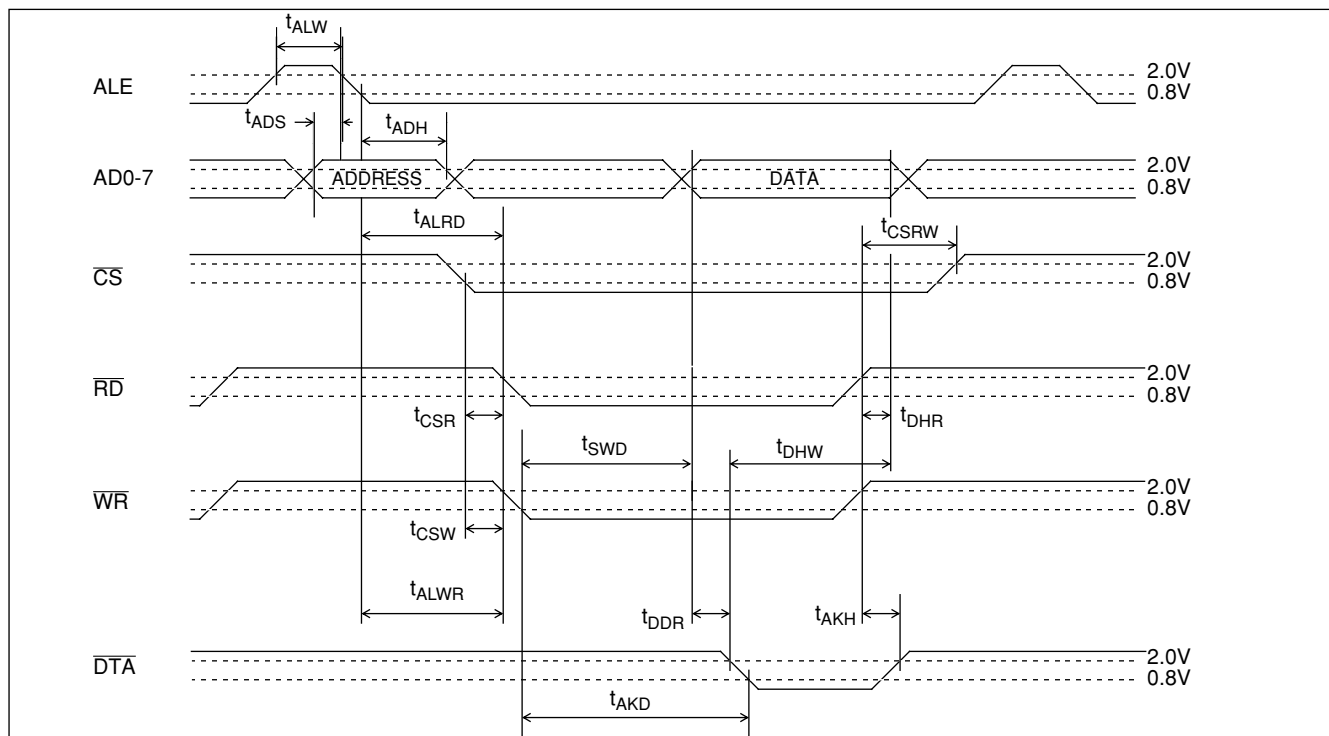 tALW
ALE
2.0V
0.8V
tADS
tADH
AD0-7
ADDRESS
DATA
2.0V
0.8V
tALRD
tCSRW
CS
2.0V
0.8V
RD
2.0V
0.8V
tCSR
tDHR
tSWD
tDHW
WR
2.0V
0.8V
tCSW
tALWR
tDDR
tAKH
DTA
2.0V
0.8V
tAKD